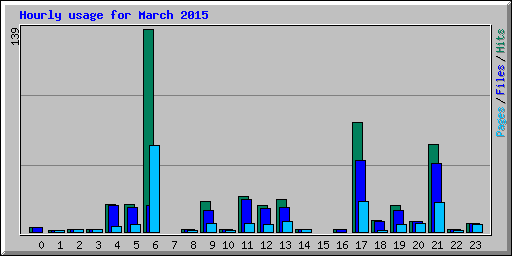 Hourly usage for March 2015
139
Pages/Files/Hits
0 1 2 3 4 5 6 7 8 9 10 11 12 13 14 15 16 17 18 19 20 21 22 23